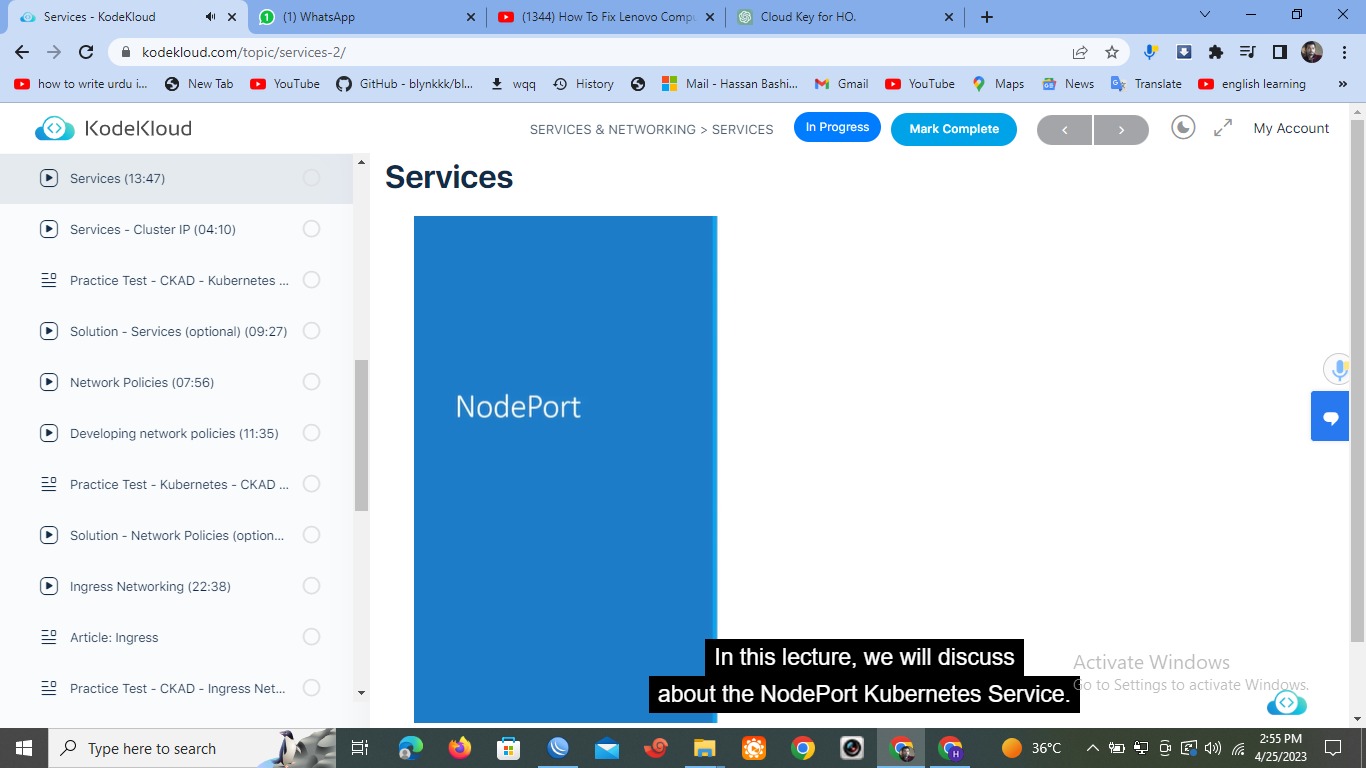 Services - KodeKloud
(1) WhatsApp
(1344) How To Fix Lenovo Compu
Cloud Key for HO.
kodekloud.com/topic/services-2/
how to write urdu i...
New Tab
YouTube
GitHub - blynkkk/bl...
wqq
History
Mail - Hassan Bashi...
Gmail
YouTube
Maps
News
Translate
english learning
»
KodeKloud
SERVICES & NETWORKING > SERVICES
In Progress
Mark Complete
<
>
My Account
Services (13:47)
Services - Cluster IP (04:10)
Practice Test - CKAD - Kubernetes ...
Solution - Services (optional) (09:27)
Network Policies (07:56)
Developing network policies (11:35)
Practice Test - Kubernetes - CKAD ...
Solution - Network Policies (option...
Ingress Networking (22:38)
Article: Ingress
Practice Test - CKAD - Ingress Net...
Services
NodePort
In this lecture, we will discuss
about the NodePort Kubernetes Service.
Activate Windows
Go to Settings to activate Windows.
Type here to search
36°C
2:55 PM
4/25/2023